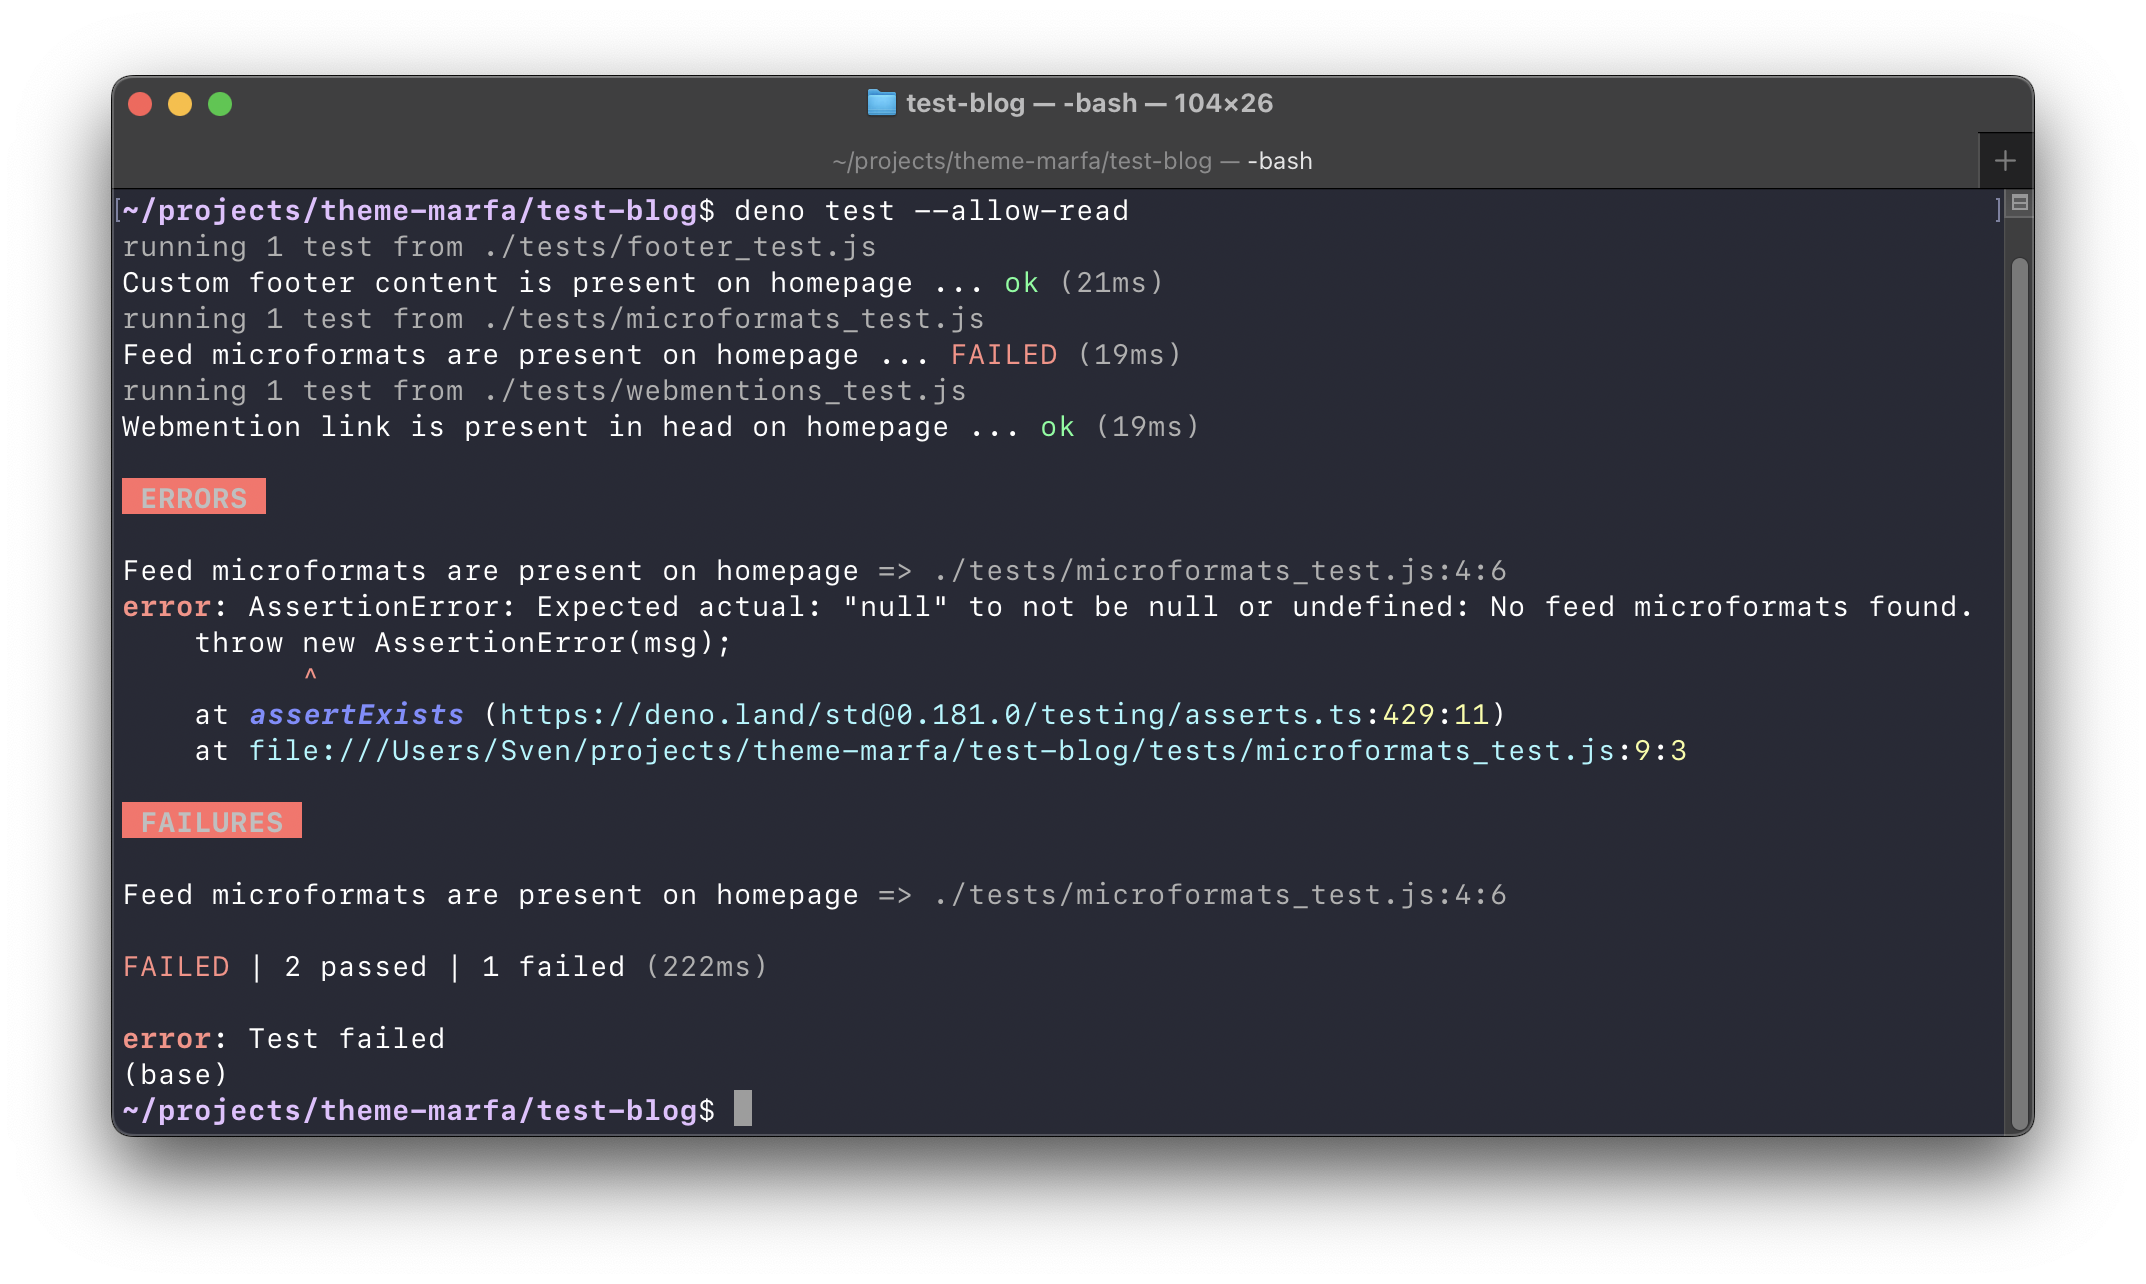 test-blog — -bash — 104×26
~/projects/theme-marfa/test-blog — -bash
[~/projects/theme-marfa/test-blog$ deno test --allow-read ]
running 1 test from ./tests/footer_test.js
Custom footer content is present on homepage ... ok (21ms)
running 1 test from ./tests/microformats_test.js
Feed microformats are present on homepage ... FAILED (19ms)
running 1 test from ./tests/webmentions_test.js
Webmention link is present in head on homepage ... ok (19ms)
ERRORS
Feed microformats are present on homepage => ./tests/microformats_test.js:4:6
error: AssertionError: Expected actual: "null" to not be null or undefined: No feed microformats found.
    throw new AssertionError(msg);
          ^
    at assertExists (https://deno.land/std@0.181.0/testing/asserts.ts:429:11)
    at file:///Users/Sven/projects/theme-marfa/test-blog/tests/microformats_test.js:9:3
FAILURES
Feed microformats are present on homepage => ./tests/microformats_test.js:4:6
FAILED | 2 passed | 1 failed (222ms)
error: Test failed
(base)
~/projects/theme-marfa/test-blog$